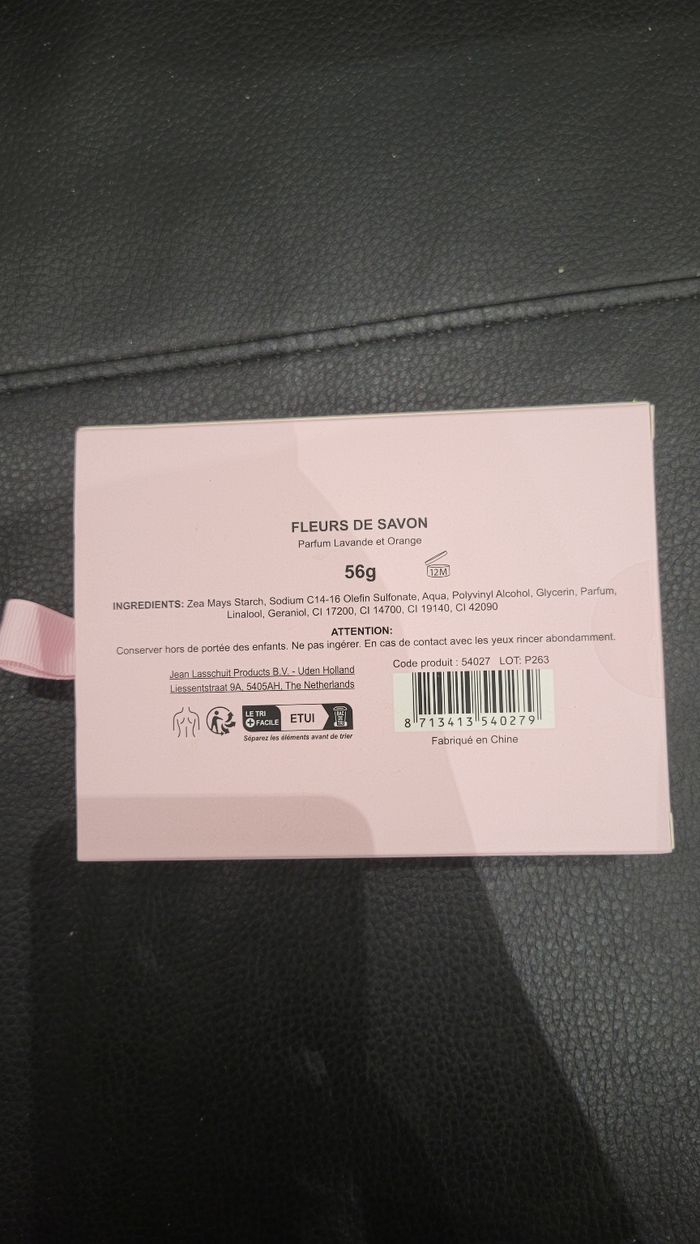 FLEURS DE SAVON
Parfum Lavande et Orange
56g
12M
INGREDIENTS: Zea Mays Starch, Sodium C14-16 Olefin Sulfonate, Aqua, Polyvinyl Alcohol, Glycerin, Parfum,
Linalool, Geraniol, CI 17200, CI 14700, CI 19140, CI 42090
ATTENTION:
Conserver hors de portée des enfants. Ne pas ingérer. En cas de contact avec les yeux rincer abondamment.
Jean Lasschuit Products B.V. - Uden Holland
Liessentstraat 9A, 5405AH, The Netherlands
LE TRI
+ FACILE
ETUI
BAC
DE
TRI
Séparez les éléments avant de trier
Code produit : 54027 LOT: P263
8 713413 540279
Fabriqué en Chine